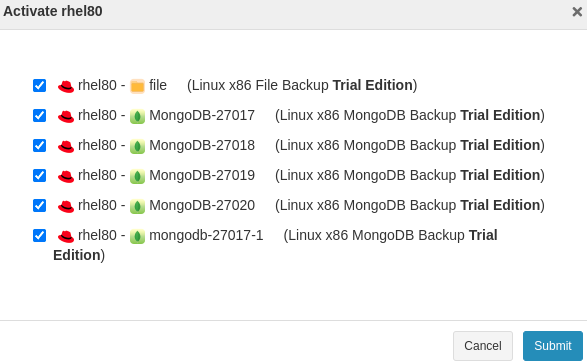 Activate rhel80 ×
rhel80 - file (Linux x86 File Backup Trial Edition)
rhel80 - MongoDB-27017 (Linux x86 MongoDB Backup Trial Edition)
rhel80 - MongoDB-27018 (Linux x86 MongoDB Backup Trial Edition)
rhel80 - MongoDB-27019 (Linux x86 MongoDB Backup Trial Edition)
rhel80 - MongoDB-27020 (Linux x86 MongoDB Backup Trial Edition)
rhel80 - mongodb-27017-1 (Linux x86 MongoDB Backup Trial
Edition)
Cancel Submit